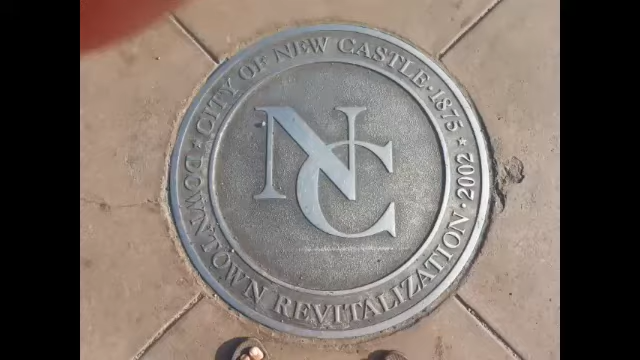 CITY OF NEW CASTLE · 1875
DOWNTOWN REVITALIZATION · 2002
NC